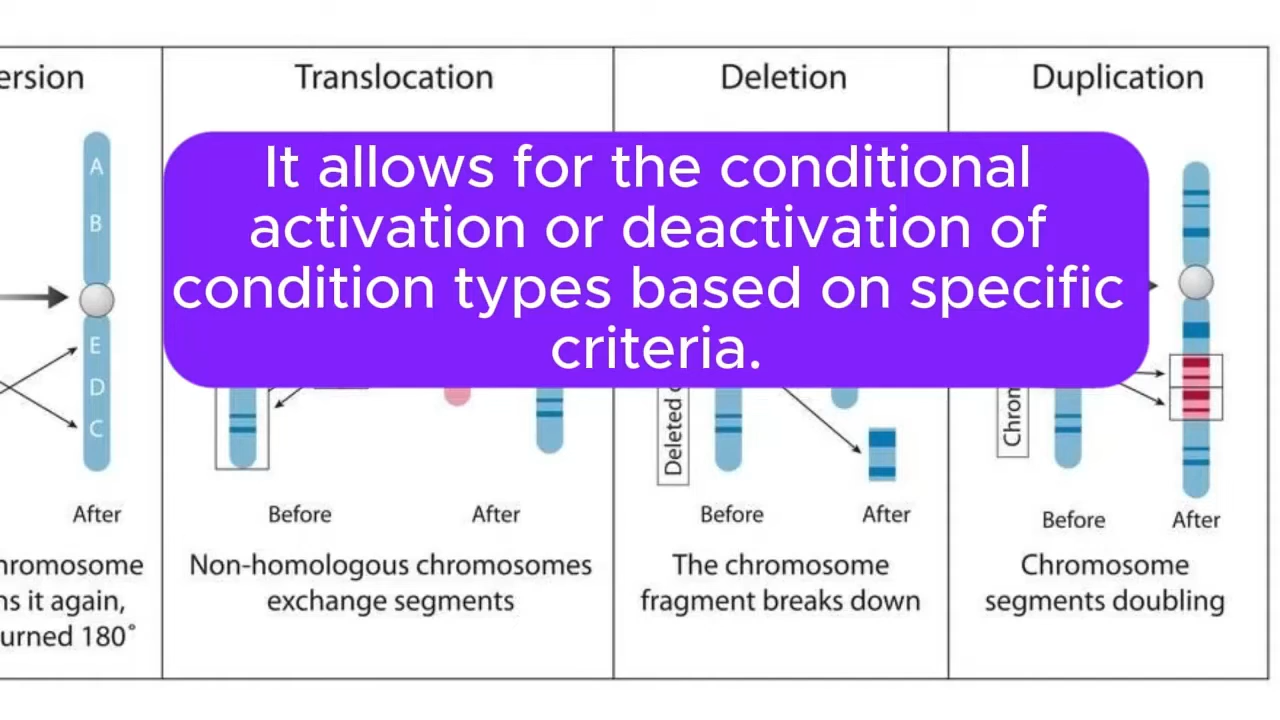 ersion
Translocation
Deletion
Duplication
It allows for the conditional
activation or deactivation of
condition types based on specific
criteria.
A
B
E
D
C
Deleted
Chrom
After
Before
After
Before
After
Before
After
hromosome
ns it again,
urned 180°
Non-homologous chromosomes
exchange segments
The chromosome
fragment breaks down
Chromosome
segments doubling